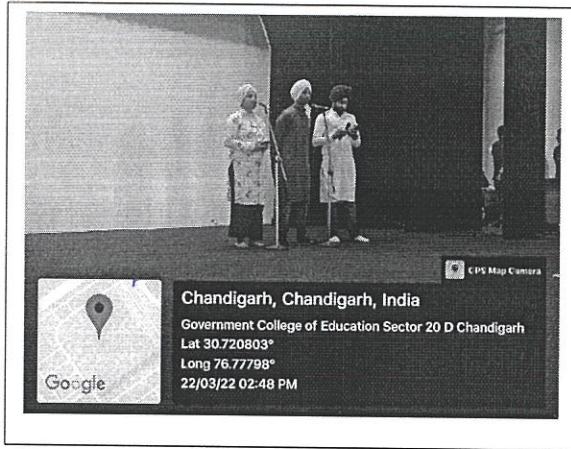 GPS Map Camera
Chandigarh, Chandigarh, India
Government College of Education Sector 20 D Chandigarh
Lat 30.720803°
Long 76.77798°
22/03/22 02:48 PM
Google